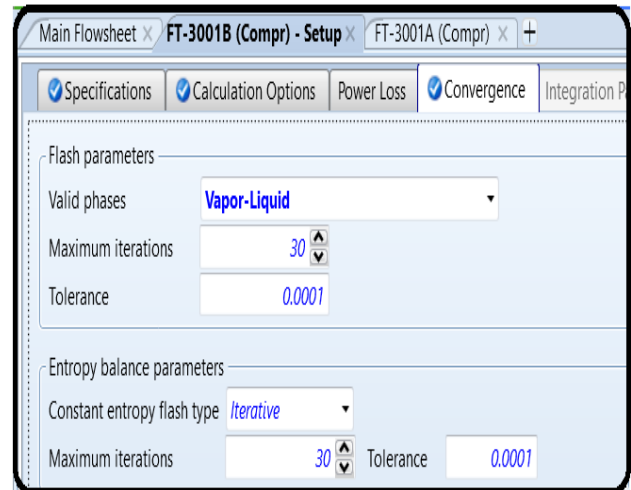 Main Flowsheet × FT-3001B (Compr) - Setup × FT-3001A (Compr) × +
Specifications Calculation Options Power Loss Convergence Integration
Flash parameters
Valid phases Vapor-Liquid
Maximum iterations 30
Tolerance 0.0001
Entropy balance parameters
Constant entropy flash type Iterative
Maximum iterations 30 Tolerance 0.0001